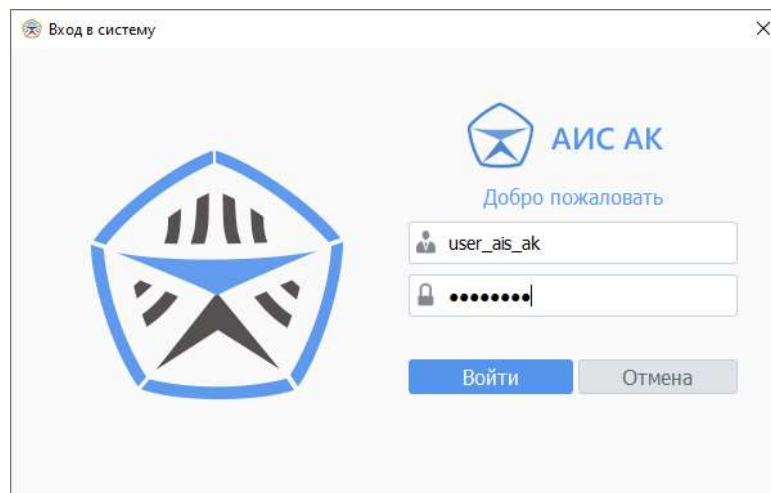 Вход в систему
АИС АК
Добро пожаловать
user_ais_ak
••••••••
Войти
Отмена